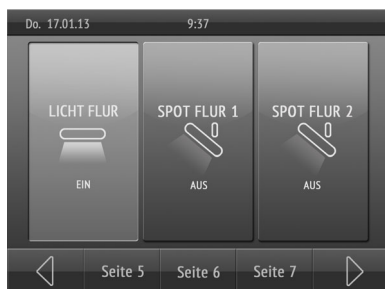 Do. 17.01.13 9:37
LICHT FLUR SPOT FLUR 1 SPOT FLUR 2
EIN AUS AUS
Seite 5 Seite 6 Seite 7